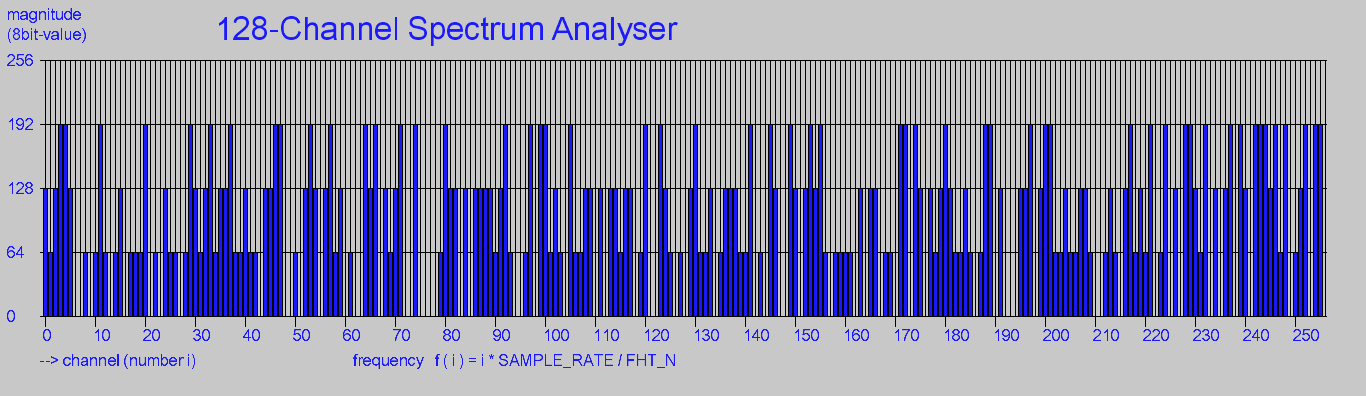 magnitude
(8bit-value)
128-Channel Spectrum Analyser
256
192
128
64
0
0 10 20 30 40 50 60 70 80 90 100 110 120 130 140 150 160 170 180 190 200 210 220 230 240 250
--> channel (number i)
frequency f ( i ) = i * SAMPLE_RATE / FHT_N